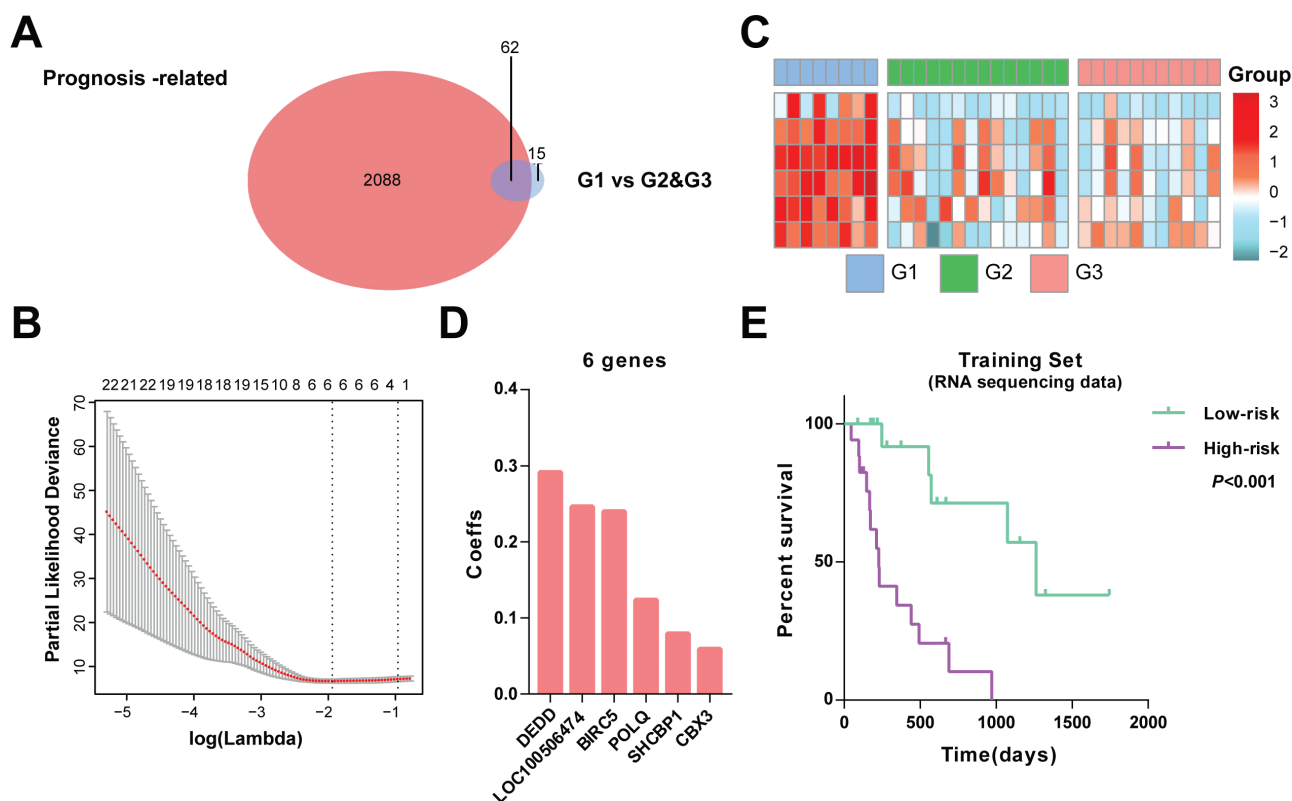 A
Prognosis -related
62
2088
15
G1 vs G2&G3
C
Group
3
2
1
0
−1
−2
G1
G2
G3
B
22 21 22 19 19 18 18 19 15 10 8 6 6 6 6 6 4 1
70
60
50
40
30
20
10
Partial Likelihood Deviance
−5 −4 −3 −2 −1
log(Lambda)
D
6 genes
0.4
0.3
0.2
0.1
0.0
Coeffs
DEDD
LOC100506474
BIRC5
POLQ
SHCBP1
CBX3
E
Training Set
(RNA sequencing data)
Low-risk
High-risk
P<0.001
100
50
0
Percent survival
0 500 1000 1500 2000
Time(days)